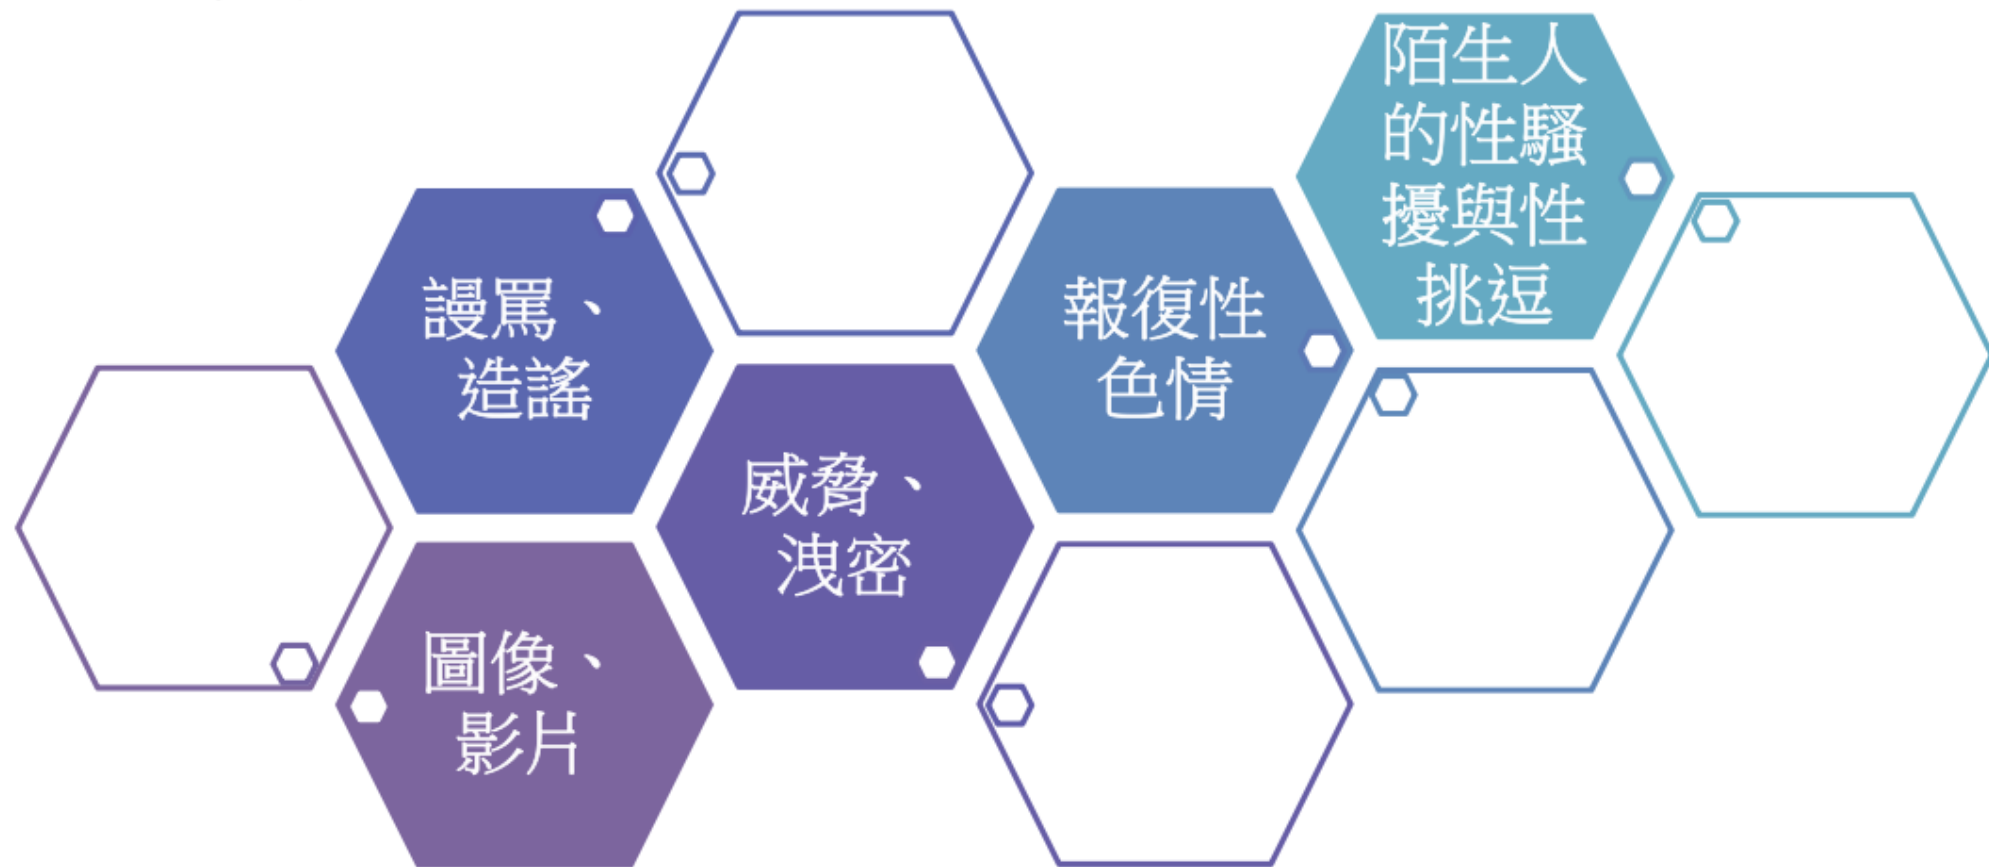 謾罵、
造謠
圖像、
影片
威脅、
洩密
報復性
色情
陌生人
的性騷
擾與性
挑逗